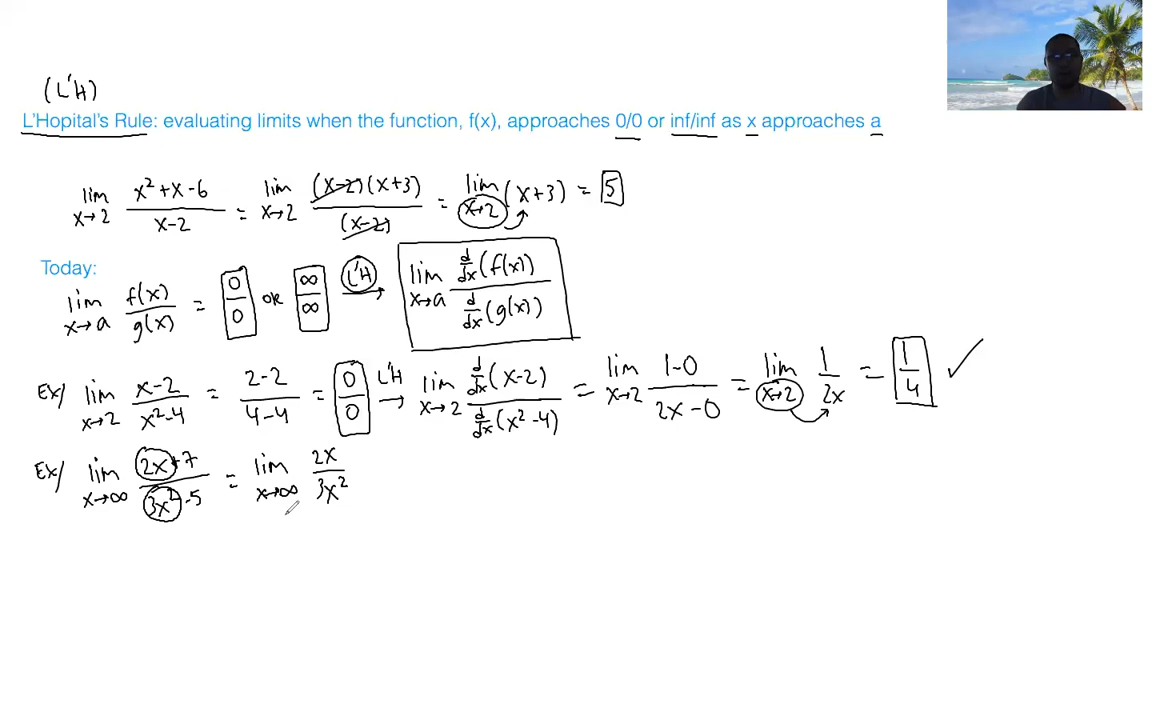 (L'H)
L'Hopital's Rule: evaluating limits when the function, f(x), approaches 0/0 or inf/inf as x approaches a
lim x→2 (x²+x-6)/(x-2) = lim x→2 ((x-2)(x+3))/(x-2) = lim x→2 (x+3) = 5
Today:
lim x→a f(x)/g(x) = 0/0 or ∞/∞ L'H → lim x→a (d/dx (f(x)))/(d/dx (g(x)))
Ex/ lim x→2 (x-2)/(x²-4) = (2-2)/(4-4) = 0/0 L'H → lim x→2 (d/dx (x-2))/(d/dx (x²-4)) = lim x→2 (1-0)/(2x-0) = lim x→2 1/2x = 1/4 ✓
Ex/ lim x→∞ (2x+7)/(3x²-5) = lim x→∞ 2x/3x²